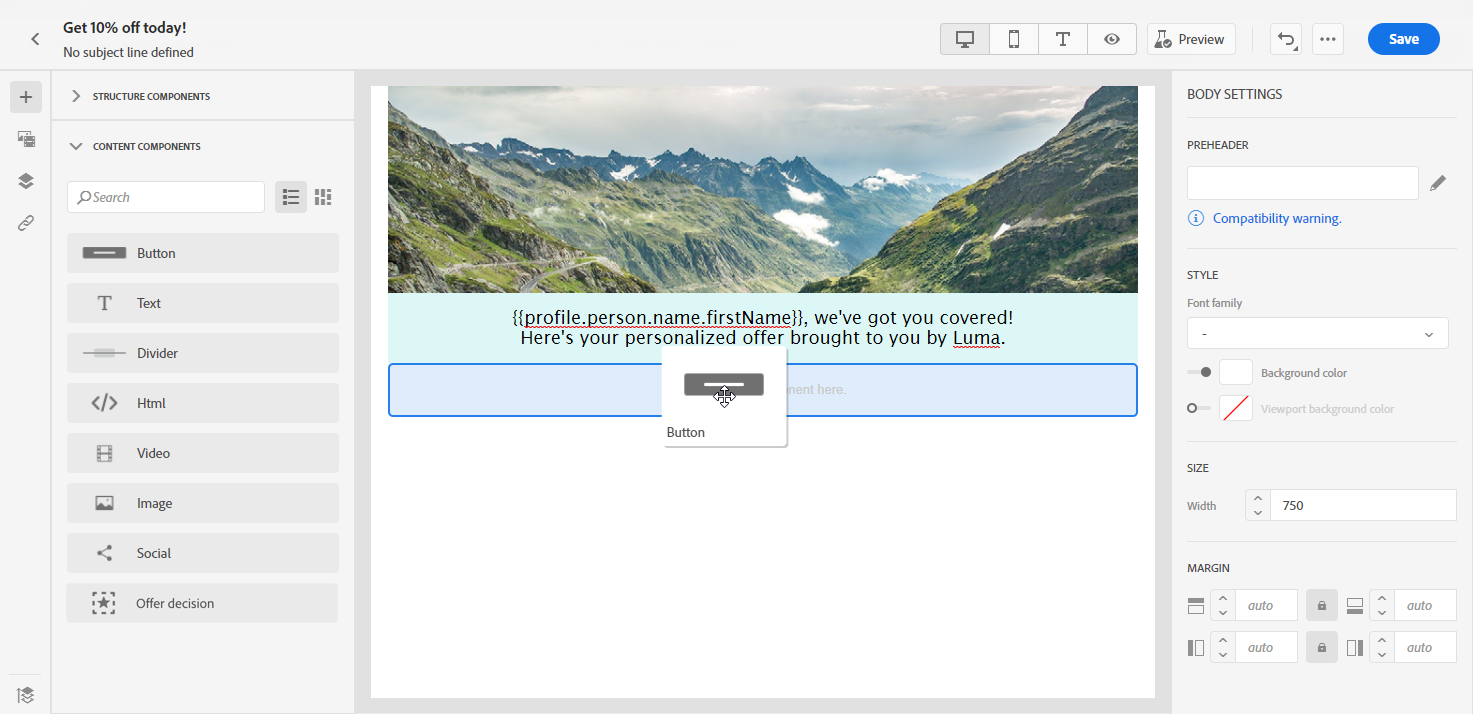 Get 10% off today!
No subject line defined
Preview
Save
STRUCTURE COMPONENTS
CONTENT COMPONENTS
Search
Button
Text
Divider
Html
Video
Image
Social
Offer decision
{{profile.person.name.firstName}}, we've got you covered!
Here's your personalized offer brought to you by Luma.
here.
Button
BODY SETTINGS
PREHEADER
Compatibility warning.
STYLE
Font family
-
Background color
Viewport background color
SIZE
Width
750
MARGIN
auto
auto
auto
auto